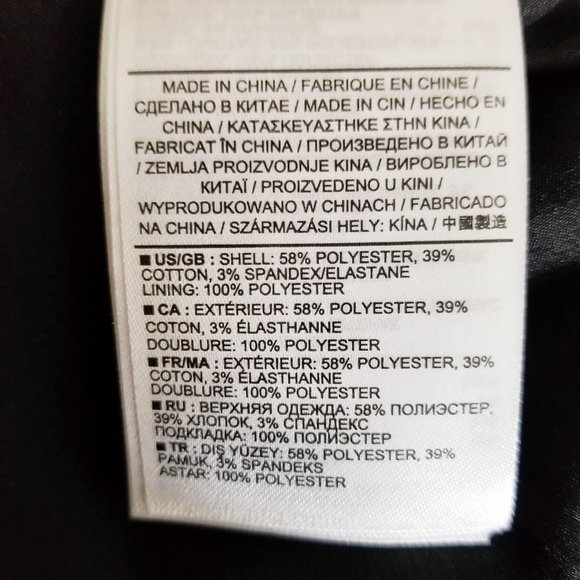 MADE IN CHINA / FABRIQUE EN CHINE /
СДЕЛАНО В КИТАЕ / MADE IN CIN / HECHO EN
CHINA / ΚΑΤΑΣΚΕΥΑΣΤΗΚΕ ΣΤΗΝ ΚΙΝΑ /
FABRICAT ÎN CHINA / ПРОИЗВЕДЕНО В КИТАЙ
/ ZEMLJA PROIZVODNJE KINA / ВИРОБЛЕНО В
КИТАЇ / PROIZVEDENO U KINI /
WYPRODUKOWANO W CHINACH / FABRICADO
NA CHINA / SZÁRMAZÁSI HELY: KÍNA / 中國製造
■ US/GB : SHELL: 58% POLYESTER, 39%
COTTON, 3% SPANDEX/ELASTANE
LINING: 100% POLYESTER
■ CA : EXTÉRIEUR: 58% POLYESTER, 39%
COTON, 3% ÉLASTHANNE
DOUBLURE: 100% POLYESTER
■ FR/MA : EXTÉRIEUR: 58% POLYESTER, 39%
COTON, 3% ÉLASTHANNE
DOUBLURE: 100% POLYESTER
■ RU : ВЕРХНЯЯ ОДЕЖДА: 58% ПОЛИЭСТЕР,
39% ХЛОПОК, 3% СПАНДЕКС
ПОДКЛАДКА: 100% ПОЛИЭСТЕР
■ TR : DIŞ YÜZEY: 58% POLYESTER, 39%
PAMUK, 3% SPANDEKS
ASTAR: 100% POLYESTER